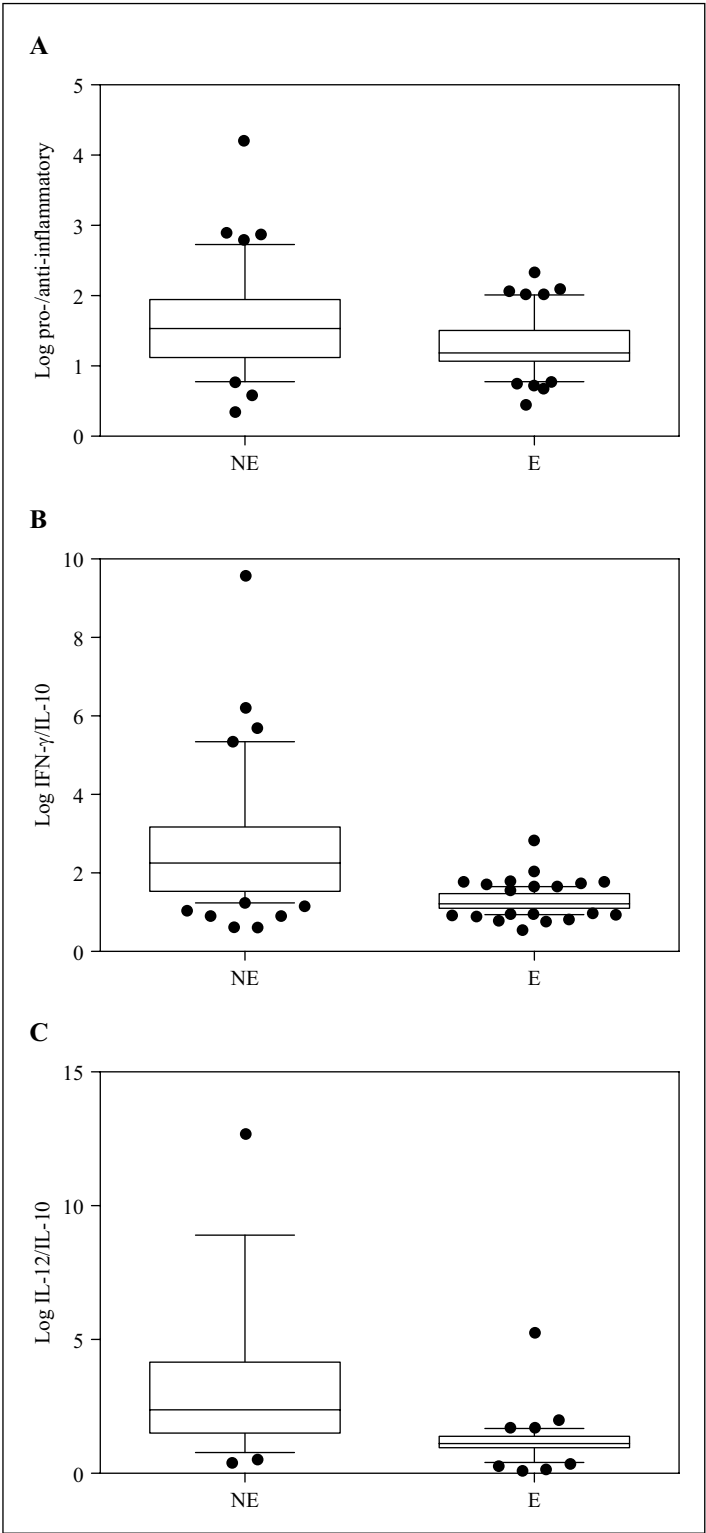 A
Log pro-/anti-inflammatory
5
4
3
2
1
0
NE E
B
Log IFN-γ/IL-10
10
8
6
4
2
0
NE E
C
Log IL-12/IL-10
15
10
5
0
NE E